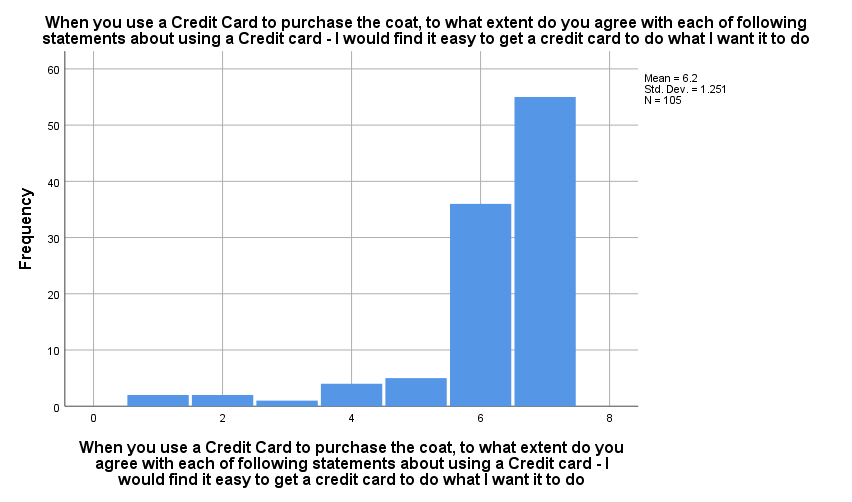 When you use a Credit Card to purchase the coat, to what extent do you agree with each of following
statements about using a Credit card - I would find it easy to get a credit card to do what I want it to do
Mean = 6.2
Std. Dev. = 1.251
N = 105
Frequency
60
50
40
30
20
10
0
0 2 4 6 8
When you use a Credit Card to purchase the coat, to what extent do you
agree with each of following statements about using a Credit card - I
would find it easy to get a credit card to do what I want it to do